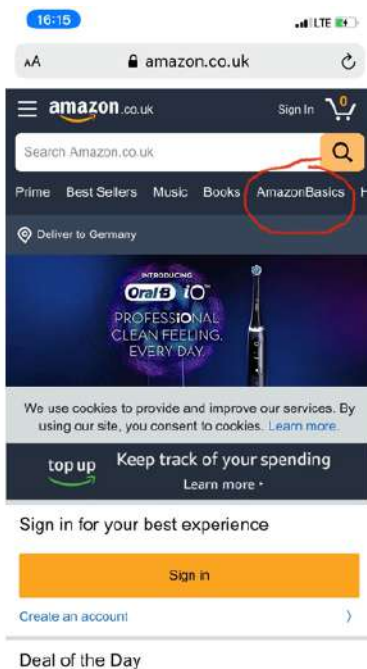 16:15
LTE
AA amazon.co.uk
amazon.co.uk Sign In 0
Search Amazon.co.uk
Prime Best Sellers Music Books AmazonBasics H
Deliver to Germany
INTRODUCING
Oral-B iO™
PROFESSIONAL
CLEAN FEELING.
EVERY DAY.
We use cookies to provide and improve our services. By
using our site, you consent to cookies. Learn more.
top up Keep track of your spending
Learn more
Sign in for your best experience
Sign in
Create an account
Deal of the Day